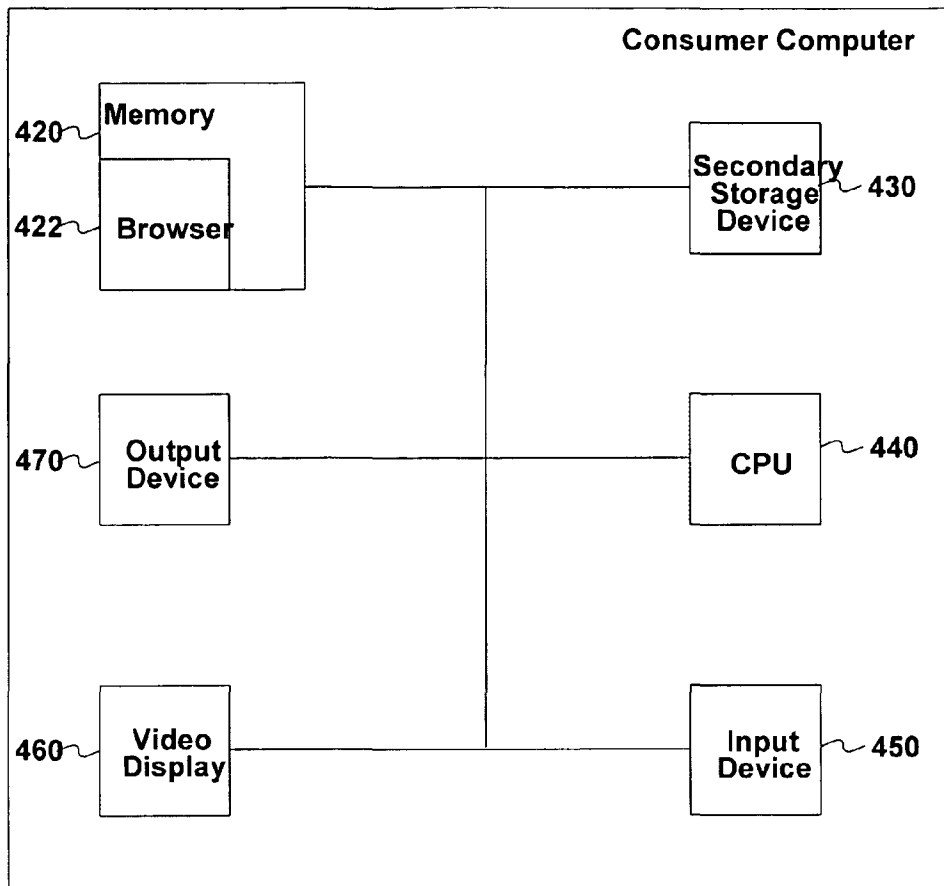 Consumer Computer
420
Memory
422
Browser
Secondary
Storage
Device
430
470
Output
Device
CPU
440
460
Video
Display
Input
Device
450